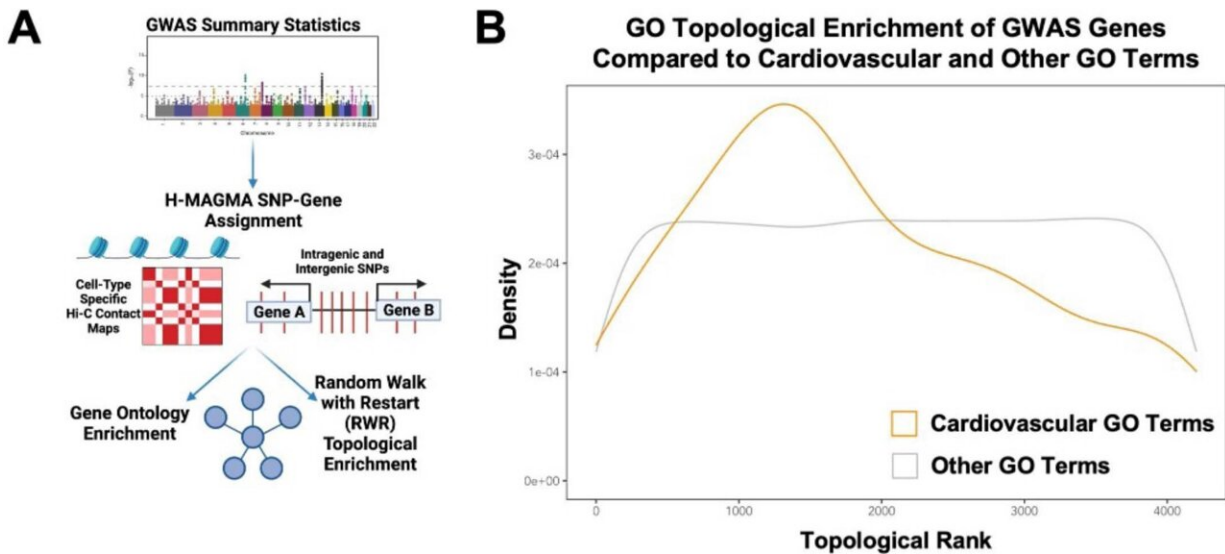 A
GWAS Summary Statistics
Chromosome
H-MAGMA SNP-Gene
Assignment
Cell-Type
Specific
Hi-C Contact
Maps
Intragenic and
Intergenic SNPs
Gene A
Gene B
Gene Ontology
Enrichment
Random Walk
with Restart
(RWR)
Topological
Enrichment
B
GO Topological Enrichment of GWAS Genes
Compared to Cardiovascular and Other GO Terms
Density
3e-04
2e-04
1e-04
0e+00
0 1000 2000 3000 4000
Topological Rank
Cardiovascular GO Terms
Other GO Terms